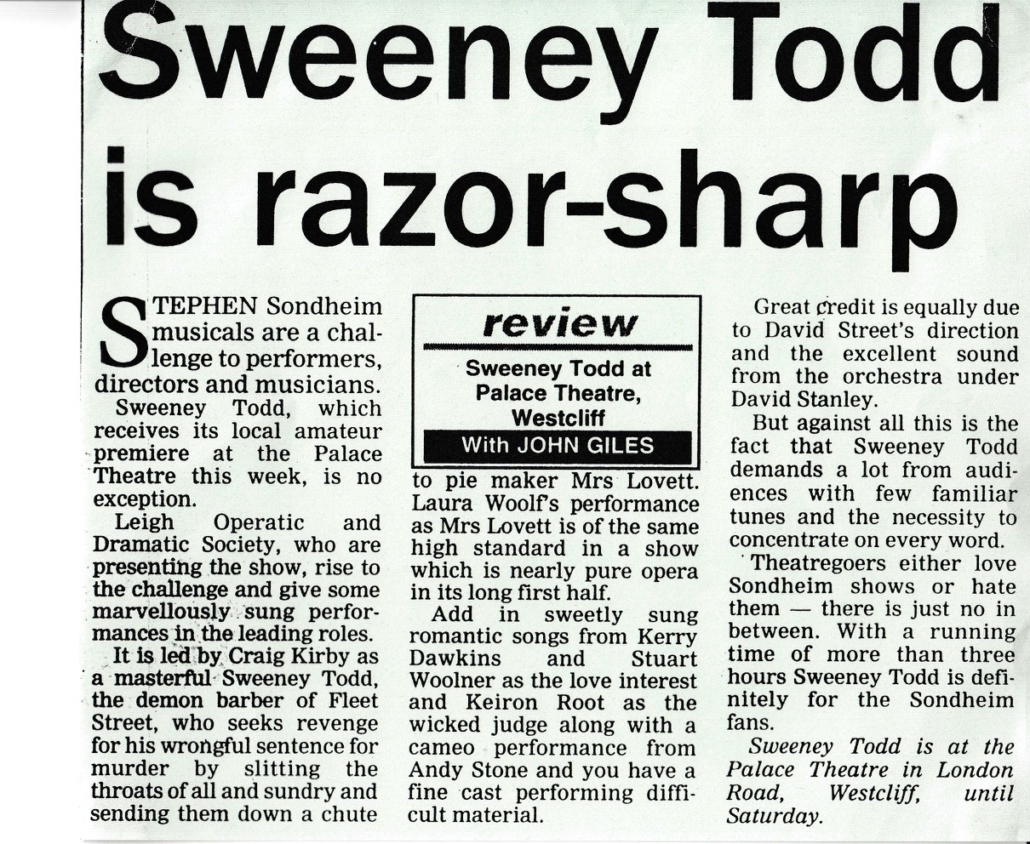 Sweeney Todd
is razor-sharp
STEPHEN Sondheim
musicals are a chal-
lenge to performers,
directors and musicians.
Sweeney Todd, which
receives its local amateur
premiere at the Palace
Theatre this week, is no
exception.
Leigh Operatic and
Dramatic Society, who are
presenting the show, rise to
the challenge and give some
marvellously sung perfor-
mances in the leading roles.
It is led by Craig Kirby as
a masterful Sweeney Todd,
the demon barber of Fleet
Street, who seeks revenge
for his wrongful sentence for
murder by slitting the
throats of all and sundry and
sending them down a chute
review
Sweeney Todd at
Palace Theatre,
Westcliff
With JOHN GILES
to pie maker Mrs Lovett.
Laura Woolf's performance
as Mrs Lovett is of the same
high standard in a show
which is nearly pure opera
in its long first half.
Add in sweetly sung
romantic songs from Kerry
Dawkins and Stuart
Woolner as the love interest
and Keiron Root as the
wicked judge along with a
cameo performance from
Andy Stone and you have a
fine cast performing diffi-
cult material.
Great credit is equally due
to David Street's direction
and the excellent sound
from the orchestra under
David Stanley.
But against all this is the
fact that Sweeney Todd
demands a lot from audi-
ences with few familiar
tunes and the necessity to
concentrate on every word.
Theatregoers either love
Sondheim shows or hate
them — there is just no in
between. With a running
time of more than three
hours Sweeney Todd is defi-
nitely for the Sondheim
fans.
Sweeney Todd is at the
Palace Theatre in London
Road, Westcliff, until
Saturday.